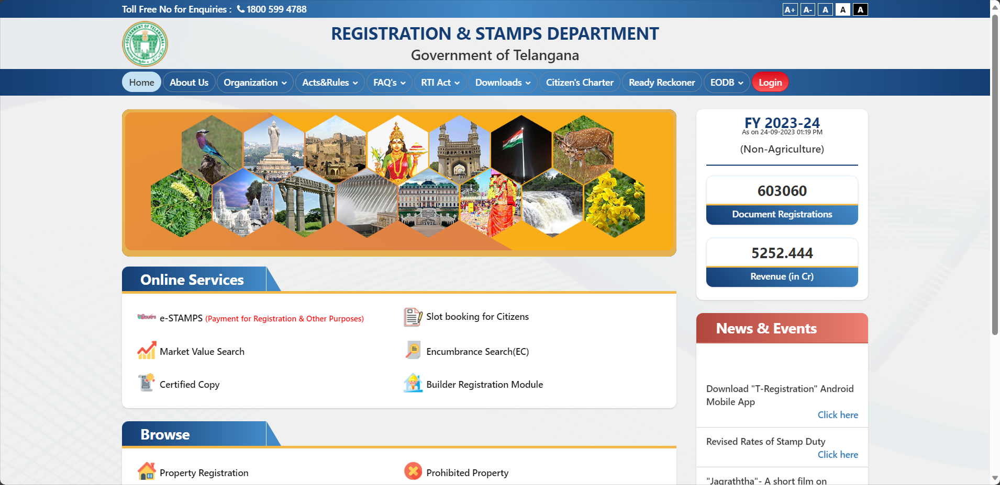 Toll Free No for Enquiries : 1800 599 4788
A+ A- A A A
GOVERNMENT OF TELANGANA
REGISTRATION & STAMPS DEPARTMENT
Government of Telangana
Home About Us Organization Acts&Rules FAQ's RTI Act Downloads Citizen's Charter Ready Reckoner EODB Login
FY 2023-24
As on 24-09-2023 01:19 PM
(Non-Agriculture)
603060
Document Registrations
5252.444
Revenue (in Cr)
Online Services
e-STAMPS (Payment for Registration & Other Purposes)
Slot booking for Citizens
Market Value Search
Encumbrance Search(EC)
Certified Copy
Builder Registration Module
Browse
Property Registration
Prohibited Property
News & Events
Download "T-Registration" Android
Mobile App
Click here
Revised Rates of Stamp Duty
Click here
"Jagraththa"- A short film on